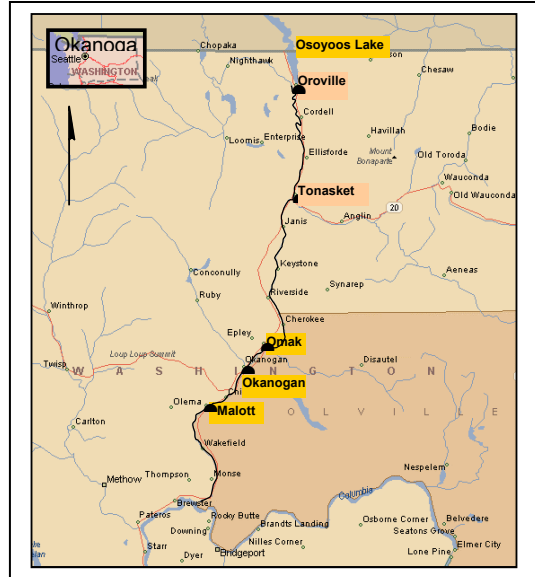 Okanoga
Seattle
WASHINGTON
Chopaka
Osoyoos Lake
Nighthawk
Chesaw
Oroville
Cordell
Loomis
Enterprise
Havillah
Bodie
Mount
Bonaparte
Ellisforde
Old Toroda
Wauconda
Tonasket
Old Wauconda
20
Anglin
Janis
Keystone
Aeneas
Conconully
Synarep
Riverside
Ruby
Winthrop
Cherokee
Epley
Omak
Loup Loup Summit
Okanogan
Disautel
Twisp
WASHINGTON
Okanogan
Olema
Malott
OLVILLE
Carlton
Wakefield
Nespelem
Thompson
Monse
Methow
Columbia
Brewster
Pateros
Rocky Butte
Brandts Landing
Osborne Corner
Belvedere
Downing
Seatons Grove
Starr
Nilles Corner
Elmer City
Bridgeport
Lone Pine
Dyer